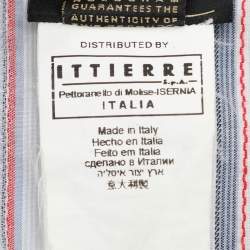 GUARANTEES THE
AUTHENTICITY OF
DISTRIBUTED BY
ITTIERRE
S.p.A.
Pettoranello di Molise-ISERNIA
ITALIA
Made in Italy
Hecho en Italia
Feito em Italia
сделано в Италии
ארץ יצור איטליה
意大利製